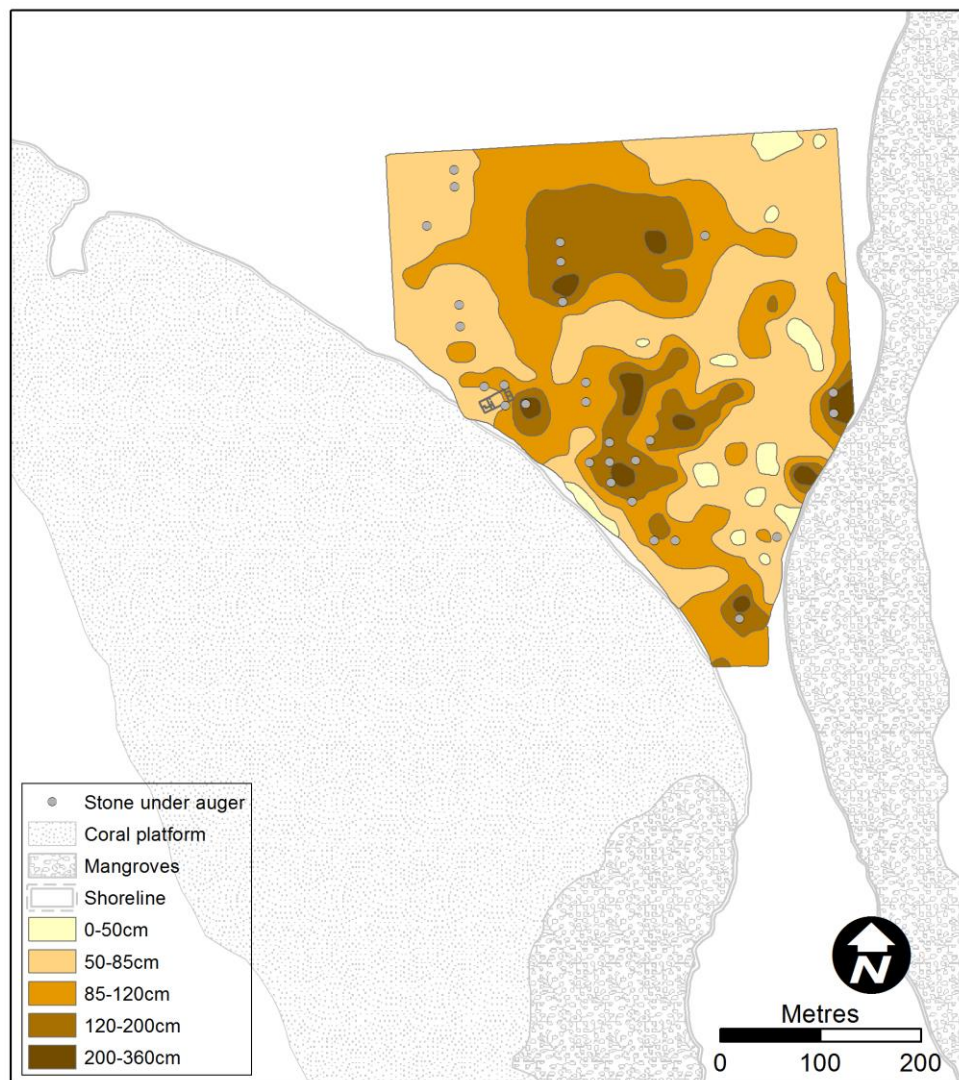 Stone under auger
Coral platform
Mangroves
Shoreline
0-50cm
50-85cm
85-120cm
120-200cm
200-360cm
N
Metres
0 100 200